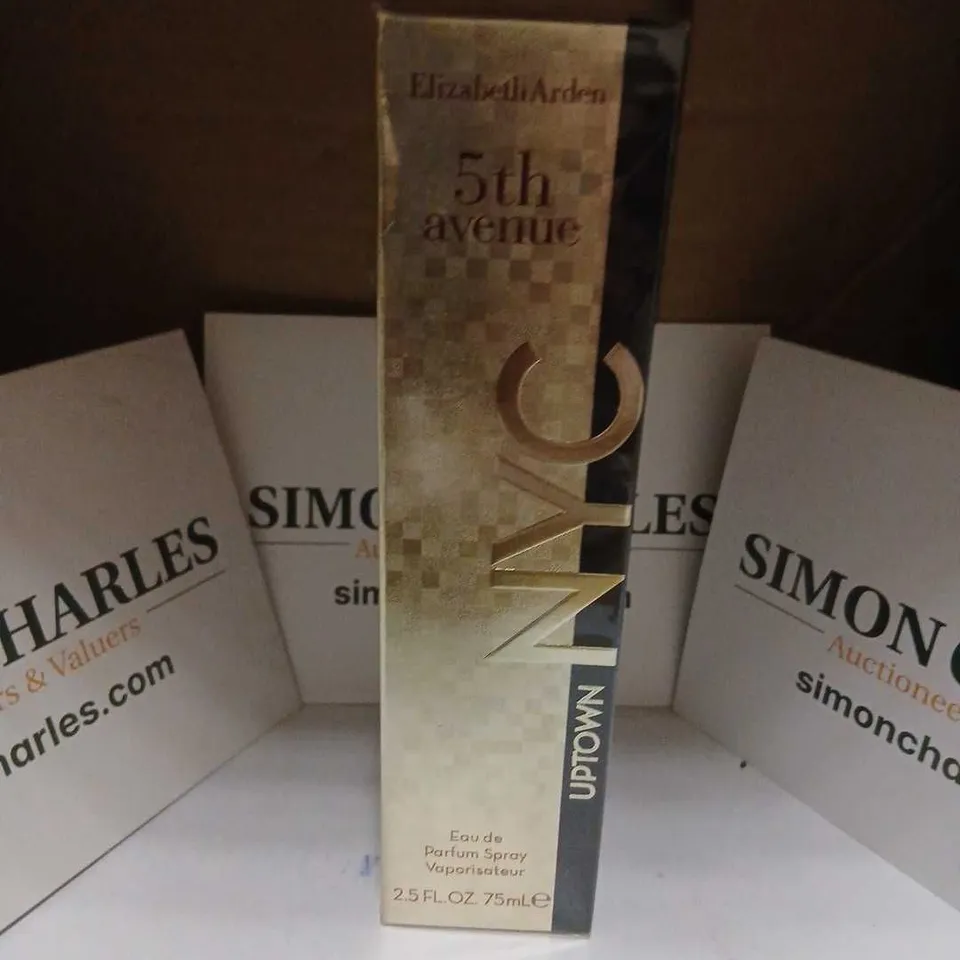 Elizabeth Arden
5th
avenue
NYC
UPTOWN
Eau de
Parfum Spray
Vaporisateur
2.5 FL.OZ. 75mL℮
HARLES
& Valuers
harles.com
SIMO
LES
sim
SIMON
Auctionee
simoncha